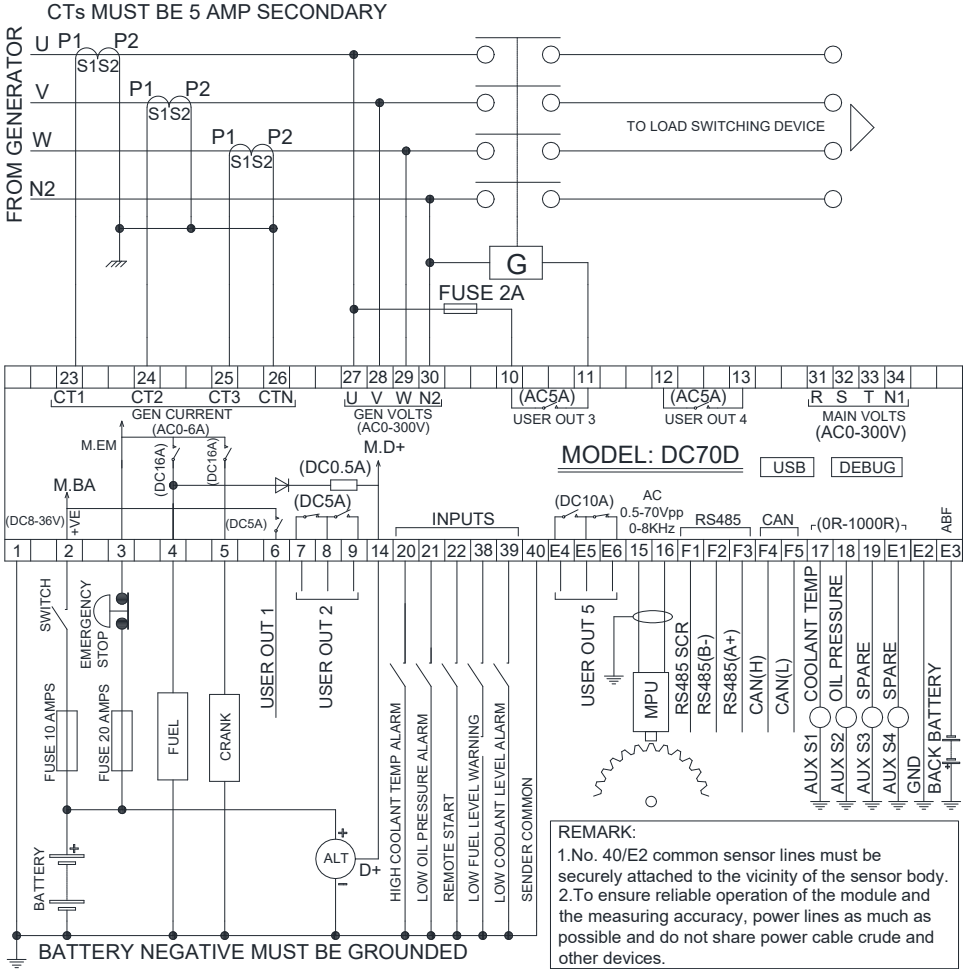 CTs MUST BE 5 AMP SECONDARY
FROM GENERATOR
U P1 P2
S1S2
V P1 P2
S1S2
W P1 P2
S1S2
N2
TO LOAD SWITCHING DEVICE
G
FUSE 2A
23 24 25 26 27 28 29 30 10 11 12 13 31 32 33 34
CT1 CT2 CT3 CTN U V W N2 (AC5A) (AC5A) R S T N1
GEN CURRENT
(AC0-6A)
GEN VOLTS
(AC0-300V)
USER OUT 3
USER OUT 4
MAIN VOLTS
(AC0-300V)
M.EM
(DC16A)
(DC16A)
M.D+
MODEL: DC70D
USB
DEBUG
M.BA
(DC0.5A)
(DC8-36V)
+VE
(DC5A)
(DC5A)
INPUTS
(DC10A)
AC
0.5-70Vpp
0-8KHz
RS485
CAN
(0R-1000R)
ABF
1 2 3 4 5 6 7 8 9 14 20 21 22 38 39 40 E4 E5 E6 15 16 F1 F2 F3 F4 F5 17 18 19 E1 E2 E3
SWITCH
EMERGENCY
STOP
FUSE 10 AMPS
FUSE 20 AMPS
FUEL
CRANK
USER OUT 1
USER OUT 2
HIGH COOLANT TEMP ALARM
LOW OIL PRESSURE ALARM
REMOTE START
LOW FUEL LEVEL WARNING
LOW COOLANT LEVEL ALARM
SENDER COMMON
USER OUT 5
MPU
RS485 SCR
RS485(B-)
RS485(A+)
CAN(H)
CAN(L)
AUX S1 COOLANT TEMP
AUX S2 OIL PRESSURE
AUX S3 SPARE
AUX S4 SPARE
GND
BACK BATTERY
BATTERY
+
+
ALT
D+
−
BATTERY NEGATIVE MUST BE GROUNDED
REMARK:
1.No. 40/E2 common sensor lines must be
securely attached to the vicinity of the sensor body.
2.To ensure reliable operation of the module and
the measuring accuracy, power lines as much as
possible and do not share power cable crude and
other devices.